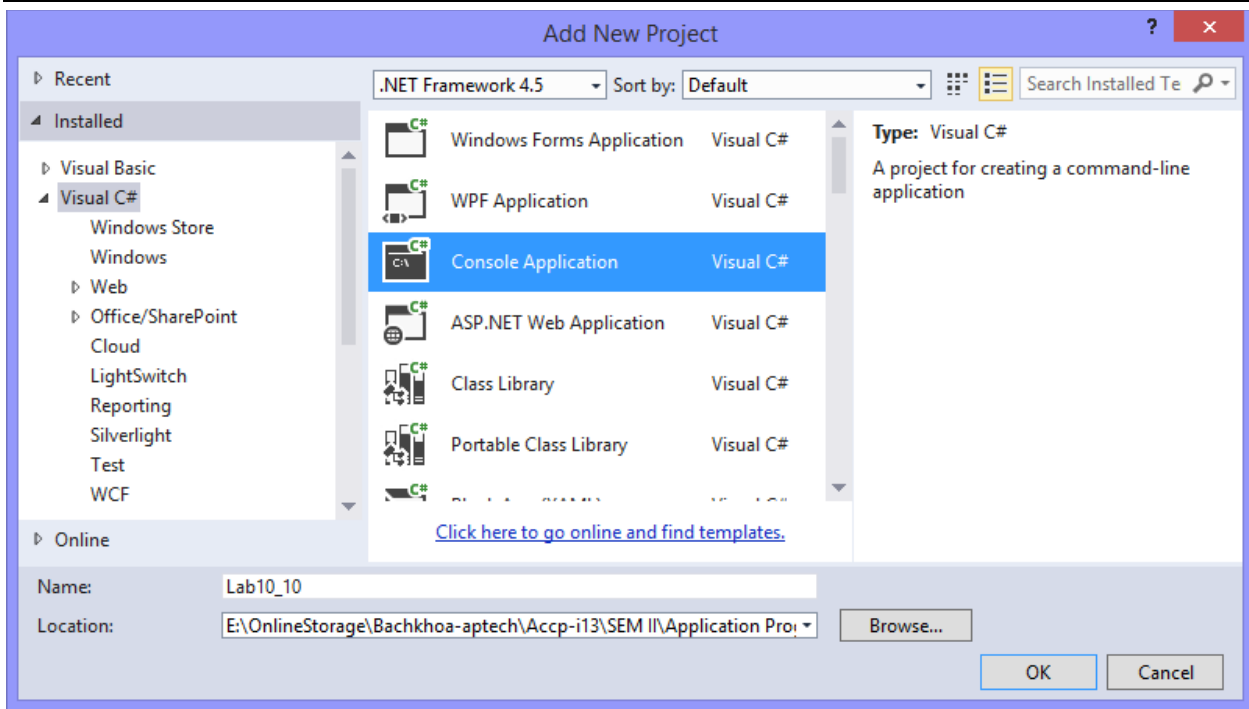 Add New Project
?
Recent
Installed
Visual Basic
Visual C#
Windows Store
Windows
Web
Office/SharePoint
Cloud
LightSwitch
Reporting
Silverlight
Test
WCF
Online
.NET Framework 4.5 Sort by: Default
Search Installed Te
Windows Forms Application Visual C#
WPF Application Visual C#
Console Application Visual C#
ASP.NET Web Application Visual C#
Class Library Visual C#
Portable Class Library Visual C#
Click here to go online and find templates.
Type: Visual C#
A project for creating a command-line
application
Name: Lab10_10
Location: E:\OnlineStorage\Bachkhoa-aptech\Accp-i13\SEM II\Application Pro
Browse...
OK Cancel